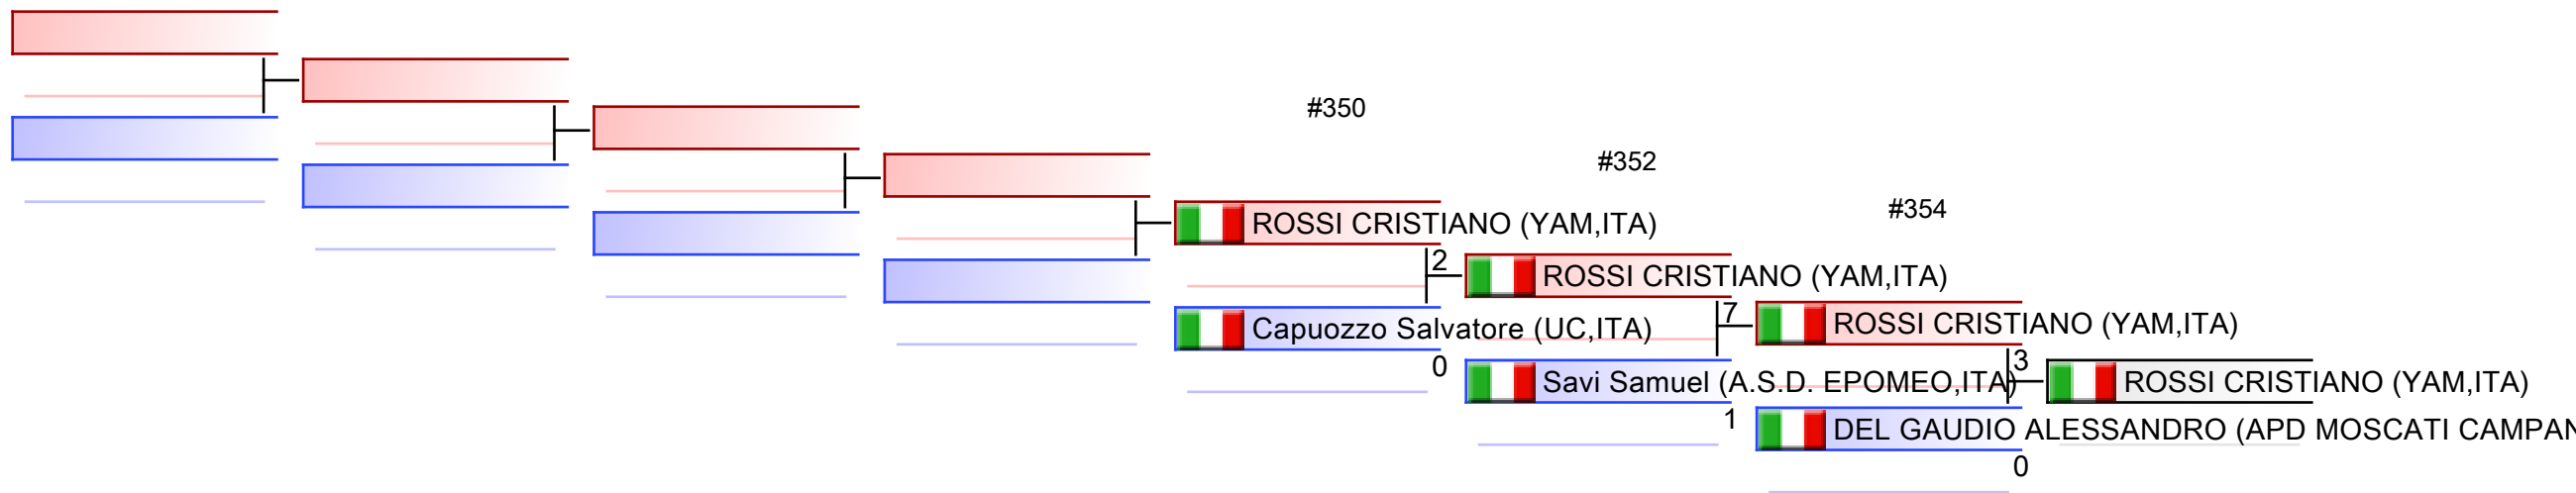 #350
#352
#354
ROSSI CRISTIANO (YAM,ITA)
2
ROSSI CRISTIANO (YAM,ITA)
7
ROSSI CRISTIANO (YAM,ITA)
Capuozzo Salvatore (UC,ITA)
0
3
Savi Samuel (A.S.D. EPOMEO,ITA)
ROSSI CRISTIANO (YAM,ITA)
1
DEL GAUDIO ALESSANDRO (APD MOSCATI CAMPAN
0